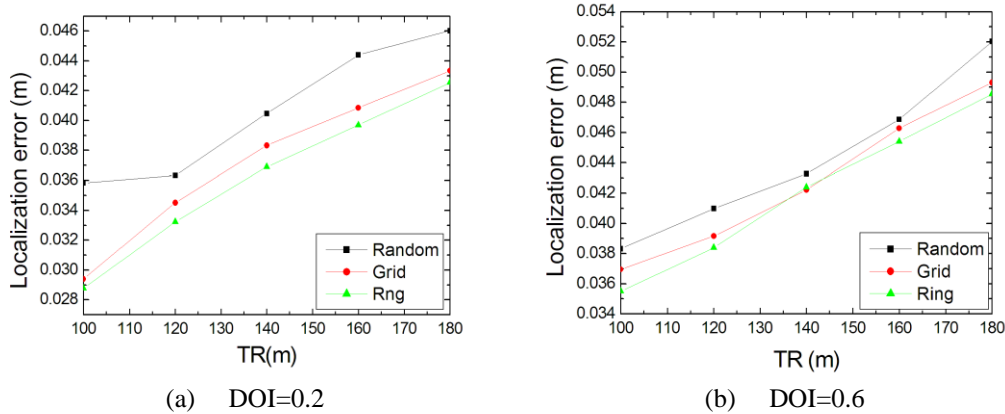 0.046
0.044
0.042
0.040
0.038
0.036
0.034
0.032
0.030
0.028
Localization error (m)
Random
Grid
Rng
100 110 120 130 140 150 160 170 180
TR(m)
(a) DOI=0.2
0.054
0.052
0.050
0.048
0.046
0.044
0.042
0.040
0.038
0.036
0.034
Localization error (m)
Random
Grid
Ring
100 110 120 130 140 150 160 170 180
TR (m)
(b) DOI=0.6